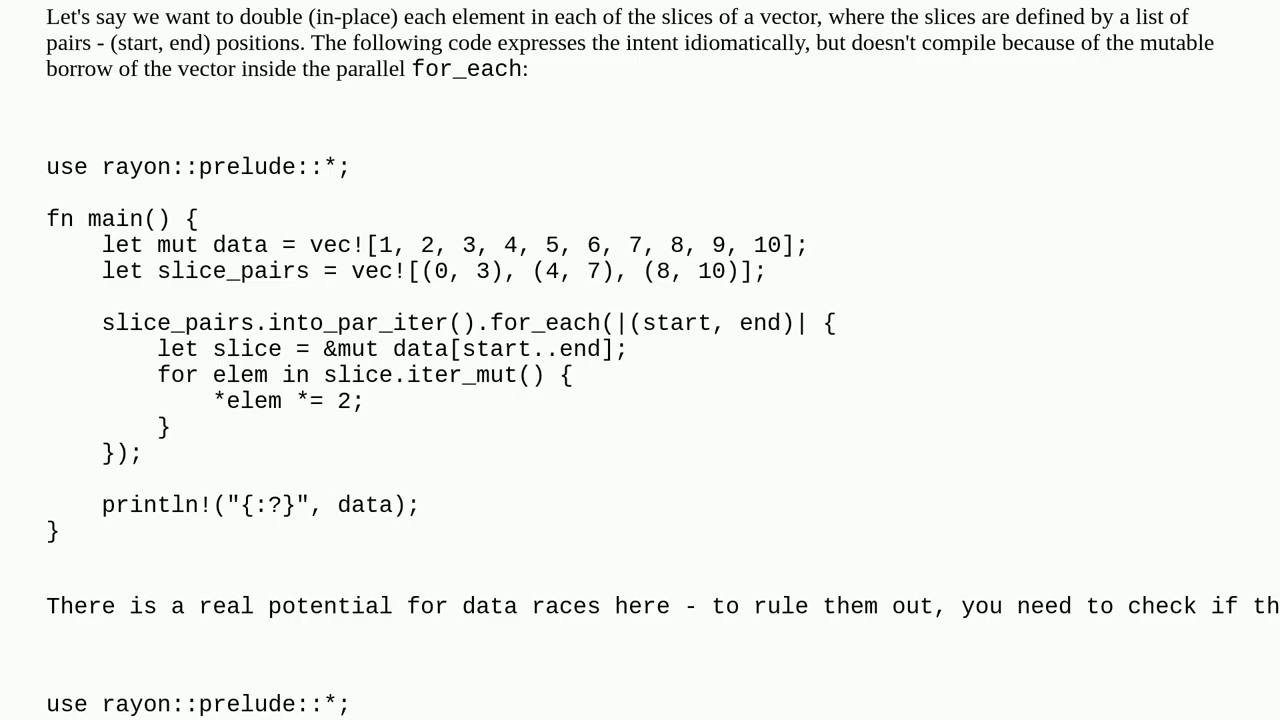 Let's say we want to double (in-place) each element in each of the slices of a vector, where the slices are defined by a list of
pairs - (start, end) positions. The following code expresses the intent idiomatically, but doesn't compile because of the mutable
borrow of the vector inside the parallel for_each:
use rayon::prelude::*;
fn main() {
    let mut data = vec![1, 2, 3, 4, 5, 6, 7, 8, 9, 10];
    let slice_pairs = vec![(0, 3), (4, 7), (8, 10)];
    slice_pairs.into_par_iter().for_each(|(start, end)| {
        let slice = &mut data[start..end];
        for elem in slice.iter_mut() {
            *elem *= 2;
        }
    });
    println!("{:?}", data);
}
There is a real potential for data races here - to rule them out, you need to check if th
use rayon::prelude::*;